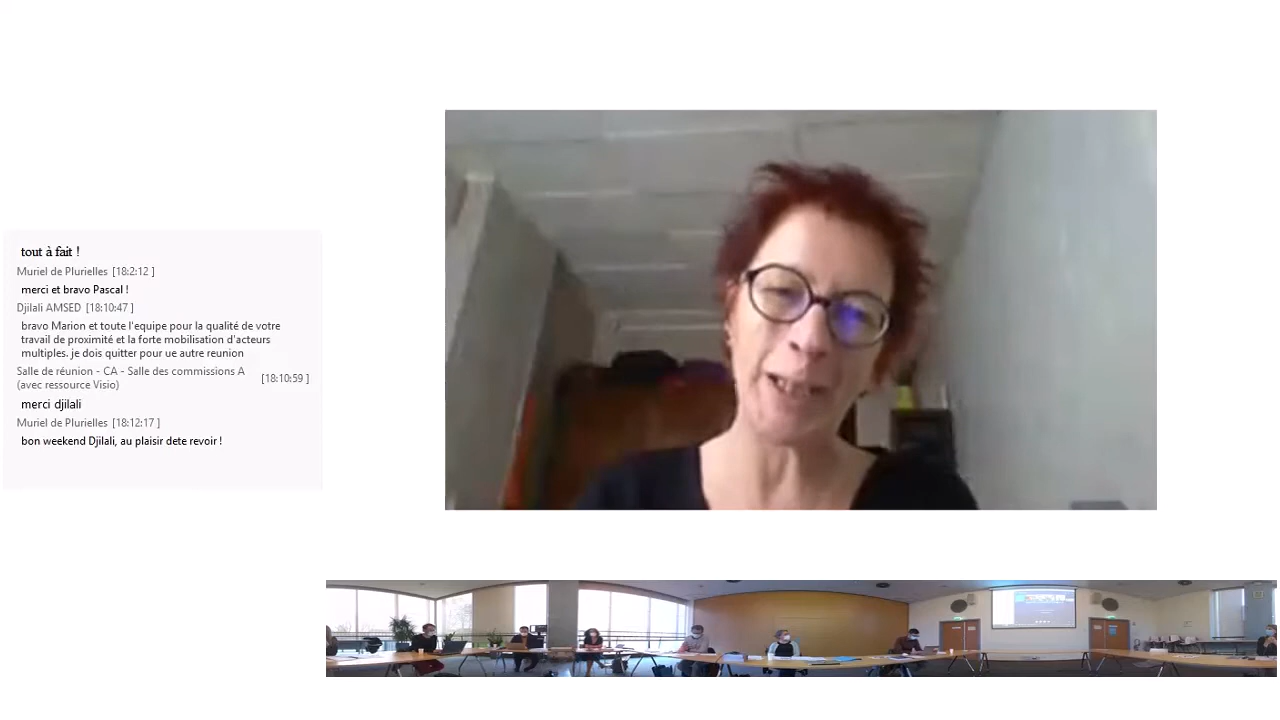 tout à fait !
Muriel de Plurielles [18:2:12 ]
merci et bravo Pascal !
Djilali AMSED [18:10:47 ]
bravo Marion et toute l'equipe pour la qualité de votre
travail de proximité et la forte mobilisation d'acteurs
multiples. je dois quitter pour ue autre reunion
Salle de réunion - CA - Salle des commissions A
(avec ressource Visio) [18:10:59 ]
merci djilali
Muriel de Plurielles [18:12:17 ]
bon weekend Djilali, au plaisir dete revoir !